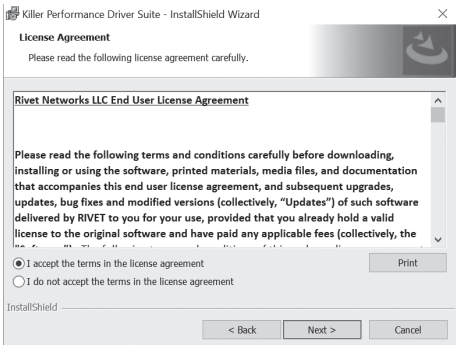 Killer Performance Driver Suite - InstallShield Wizard
License Agreement
Please read the following license agreement carefully.
Rivet Networks LLC End User License Agreement
Please read the following terms and conditions carefully before downloading,
installing or using the software, printed materials, media files, and documentation
that accompanies this end user license agreement, and subsequent upgrades,
updates, bug fixes and modified versions (collectively, “Updates”) of such software
delivered by RIVET to you for your use, provided that you already hold a valid
license to the original software and have paid any applicable fees (collectively, the
I accept the terms in the license agreement
Print
I do not accept the terms in the license agreement
InstallShield
< Back
Next >
Cancel